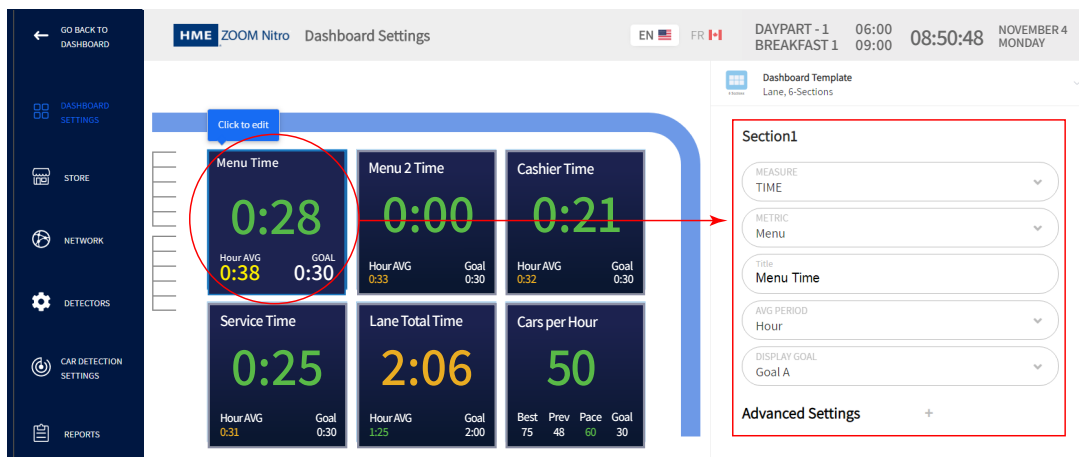 GO BACK TO
DASHBOARD
HME ZOOM Nitro Dashboard Settings
EN FR
DAYPART - 1 06:00
BREAKFAST 1 09:00
08:50:48
NOVEMBER 4
MONDAY
DASHBOARD
SETTINGS
STORE
NETWORK
DETECTORS
CAR DETECTION
SETTINGS
REPORTS
Click to edit
Menu Time
0:28
Hour AVG GOAL
0:38 0:30
Menu 2 Time
0:00
Hour AVG Goal
0:33 0:30
Cashier Time
0:21
Hour AVG Goal
0:32 0:30
Service Time
0:25
Hour AVG Goal
0:31 0:30
Lane Total Time
2:06
Hour AVG Goal
1:25 2:00
Cars per Hour
50
Best Prev Pace Goal
75 48 60 30
Dashboard Template
Lane, 6-Sections
Section1
MEASURE
TIME
METRIC
Menu
Title
Menu Time
AVG PERIOD
Hour
DISPLAY GOAL
Goal A
Advanced Settings +